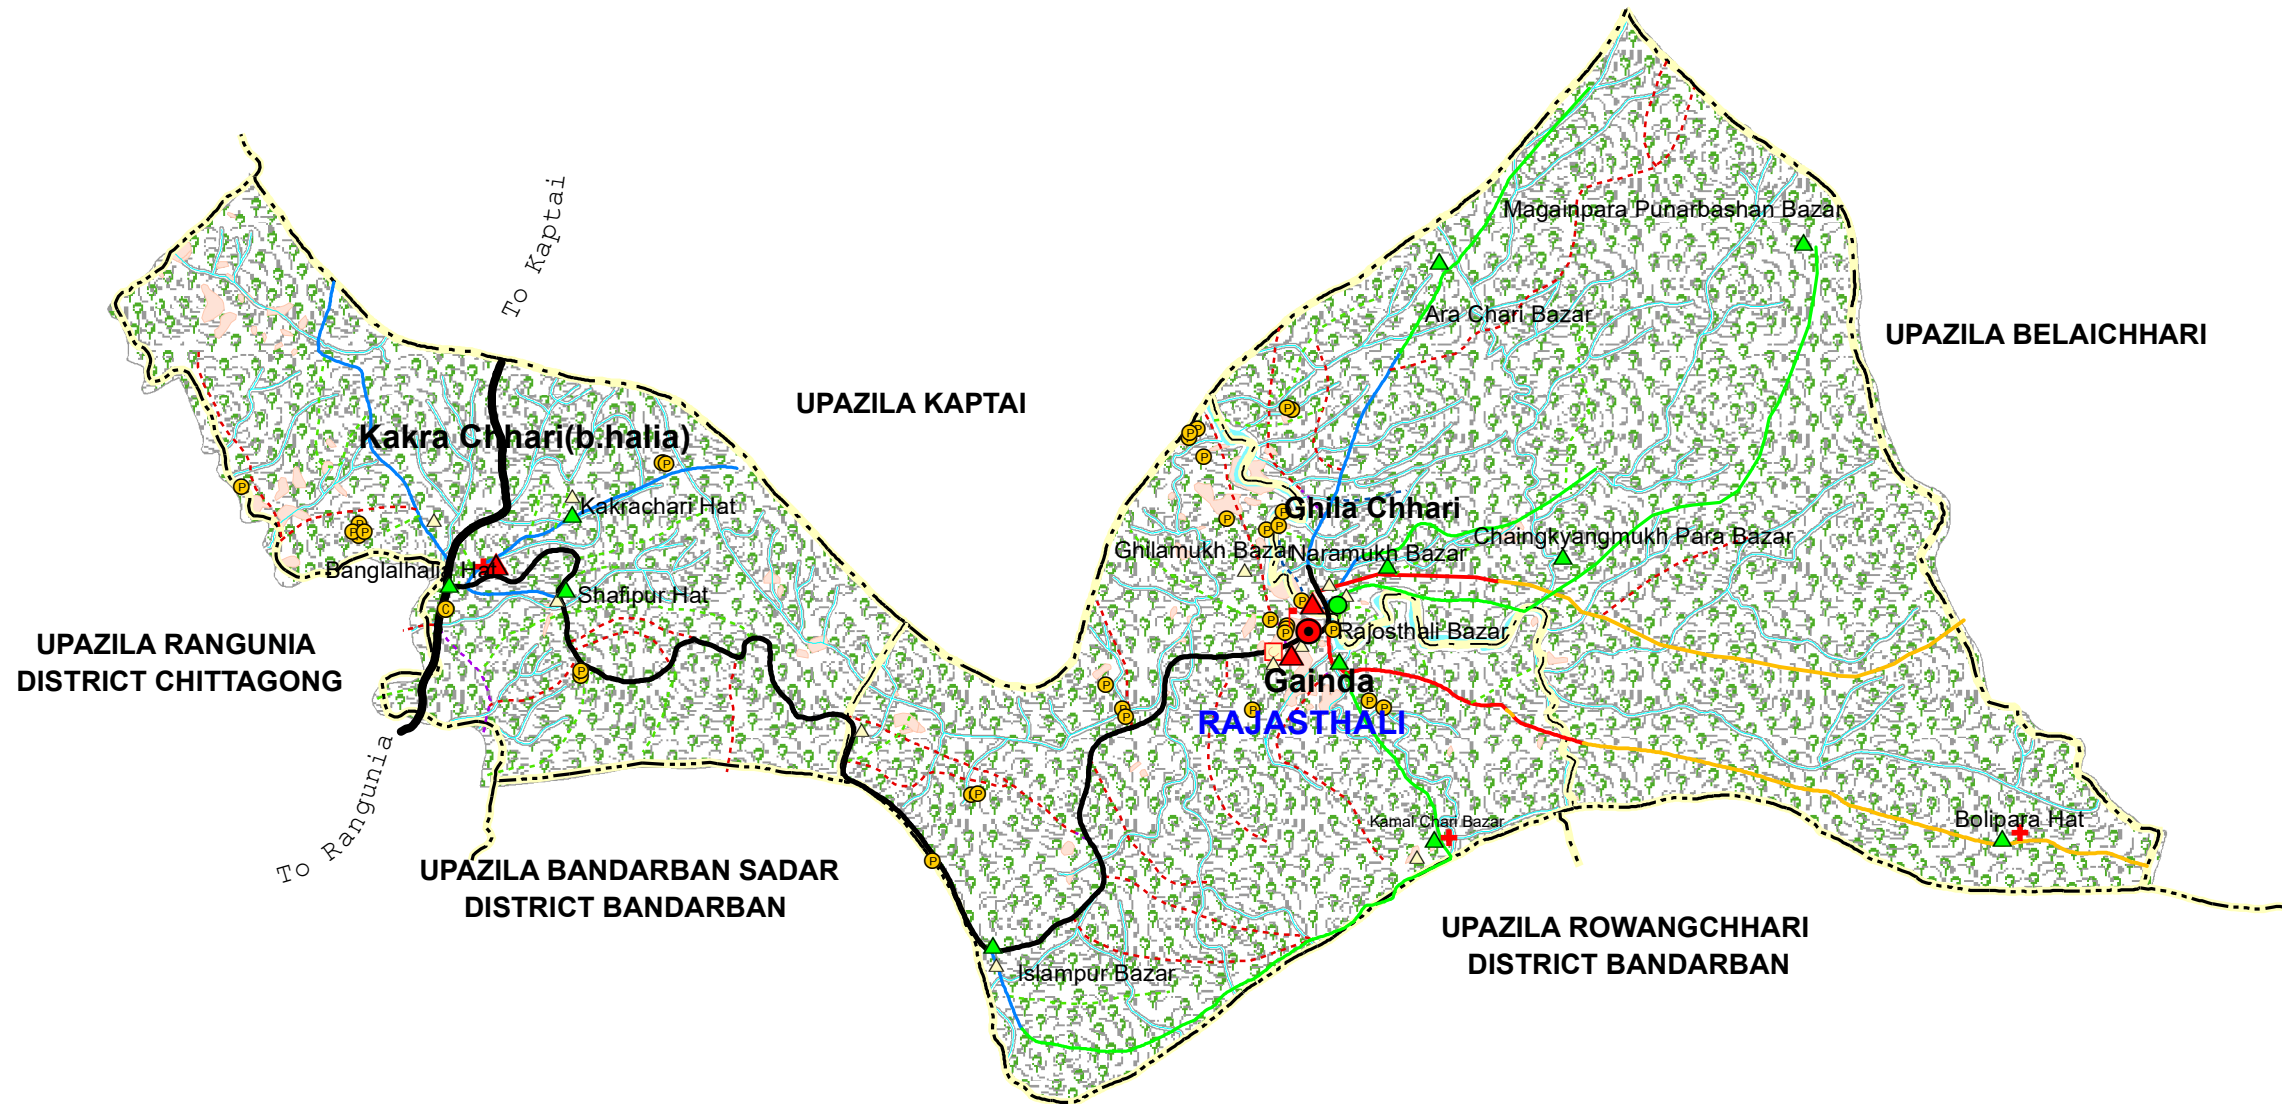 To Kaptai
Magainpara Punarbashan Bazar
Ara Chari Bazar
UPAZILA BELAICHHARI
UPAZILA KAPTAI
Kakra Chhari(b.halia)
Kakrachari Hat
Ghila Chhari
Chaingkyangmukh Para Bazar
Ghilamukh Bazar
Naramukh Bazar
Banglalhalia Hat
Shafipur Hat
Rajosthali Bazar
UPAZILA RANGUNIA
DISTRICT CHITTAGONG
Gainda
RAJASTHALI
To Rangunia
Kamal Chari Bazar
Bolipara Hat
UPAZILA BANDARBAN SADAR
DISTRICT BANDARBAN
UPAZILA ROWANGCHHARI
DISTRICT BANDARBAN
Islampur Bazar